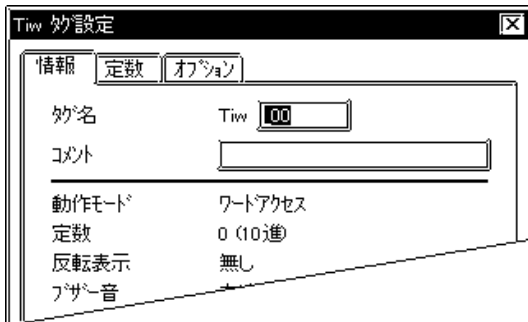 Tiw ﾀｸﾞ設定
情報 定数 ｵﾌﾟｼｮﾝ
ﾀｸﾞ名 Tiw 00
ｺﾒﾝﾄ
動作ﾓｰﾄﾞ ﾜｰﾄﾞｱｸｾｽ
定数 0 (10進)
反転表示 無し
ﾌﾞｻﾞｰ音